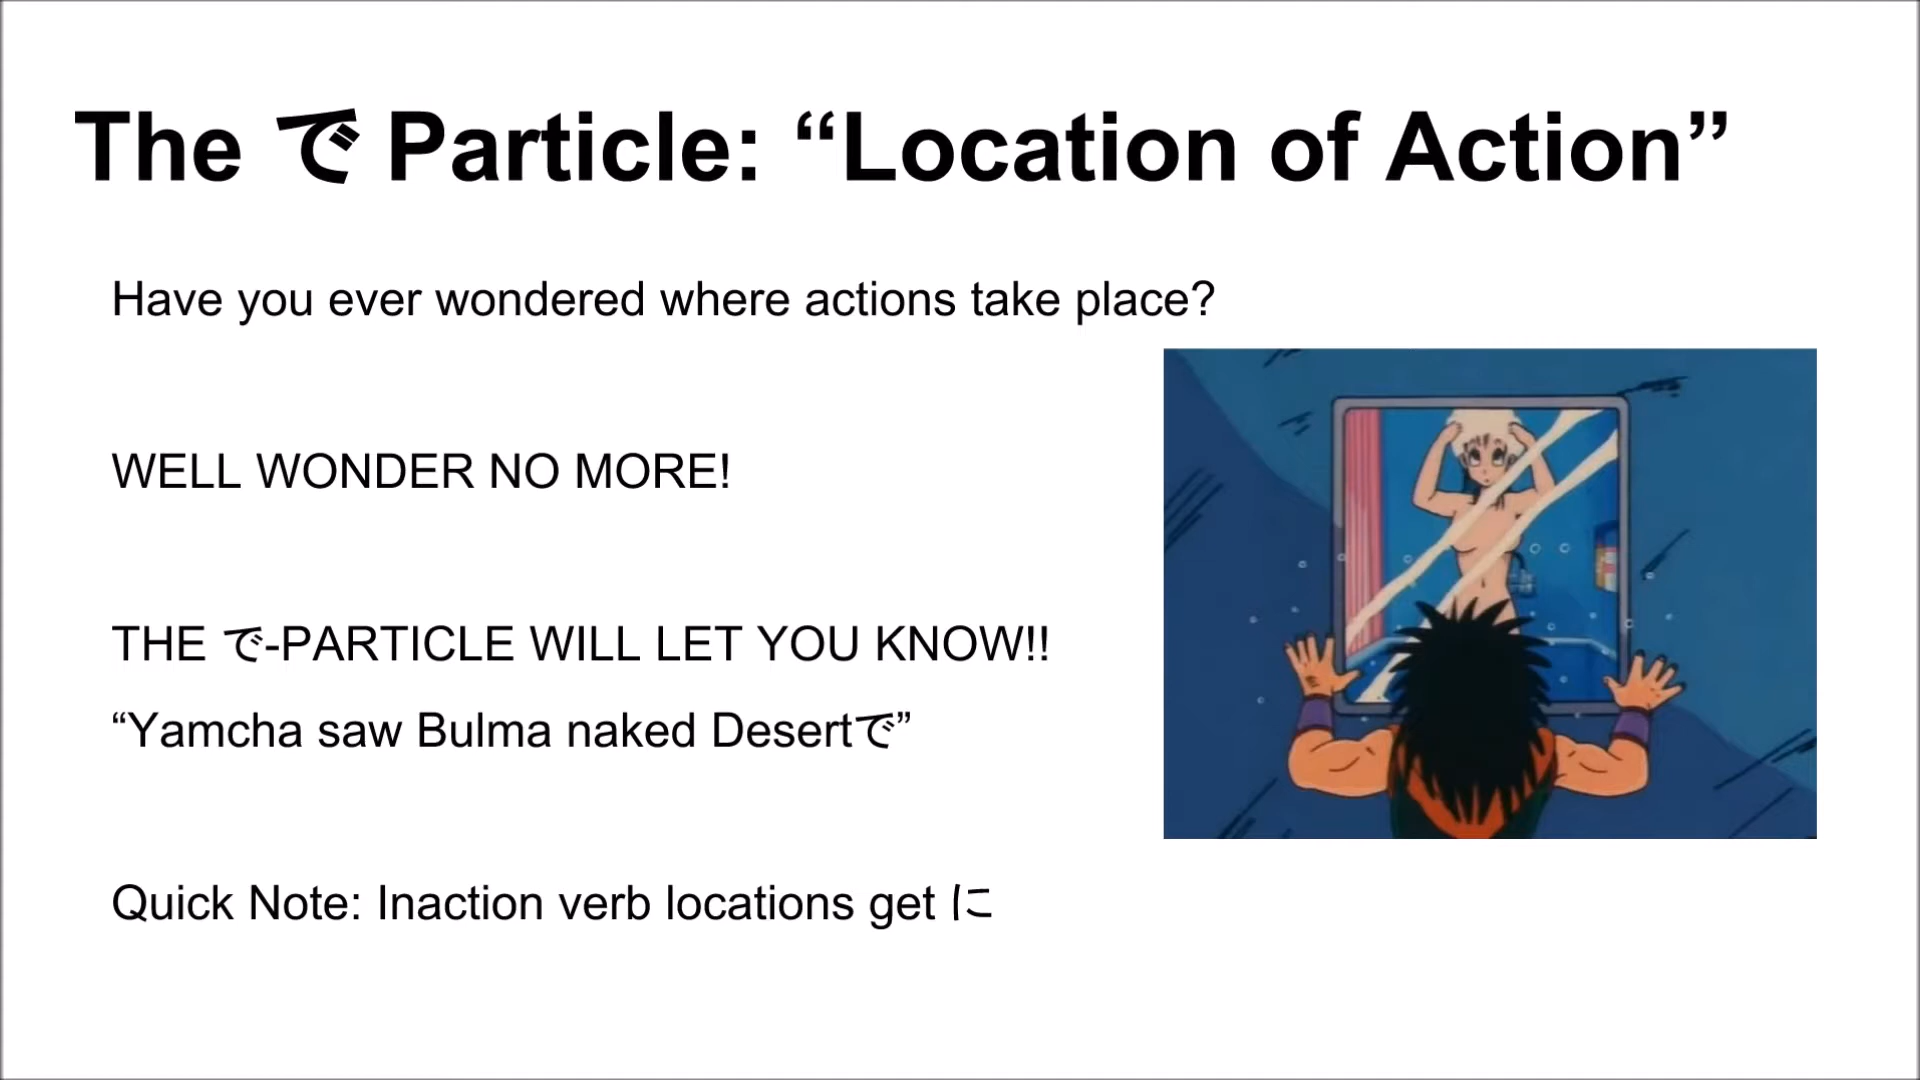 The で Particle: “Location of Action”
Have you ever wondered where actions take place?
WELL WONDER NO MORE!
THE で-PARTICLE WILL LET YOU KNOW!!
“Yamcha saw Bulma naked Desertで”
Quick Note: Inaction verb locations get に